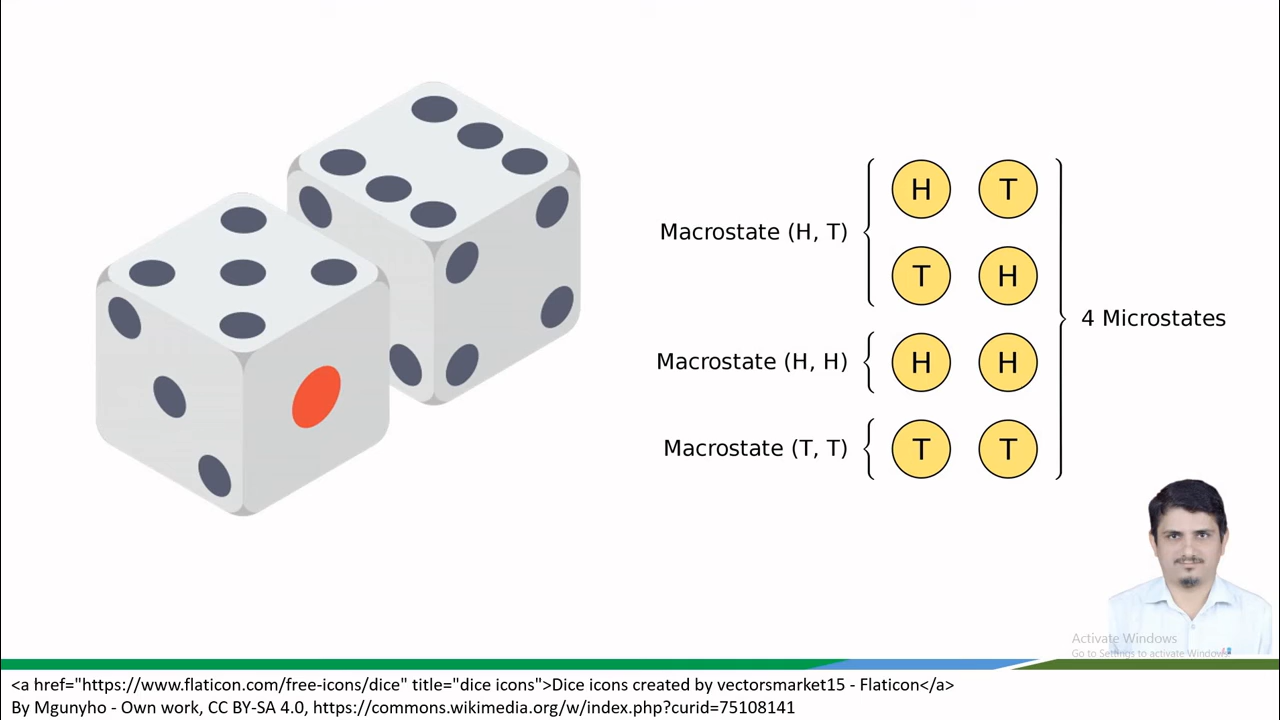 Macrostate (H, T)
H T
T H
4 Microstates
Macrostate (H, H)
H H
Macrostate (T, T)
T T
Activate Windows
Go to Settings to activate Windows.
<a href="https://www.flaticon.com/free-icons/dice" title="dice icons">Dice icons created by vectorsmarket15 - Flaticon</a>
By Mgunyho - Own work, CC BY-SA 4.0, https://commons.wikimedia.org/w/index.php?curid=75108141